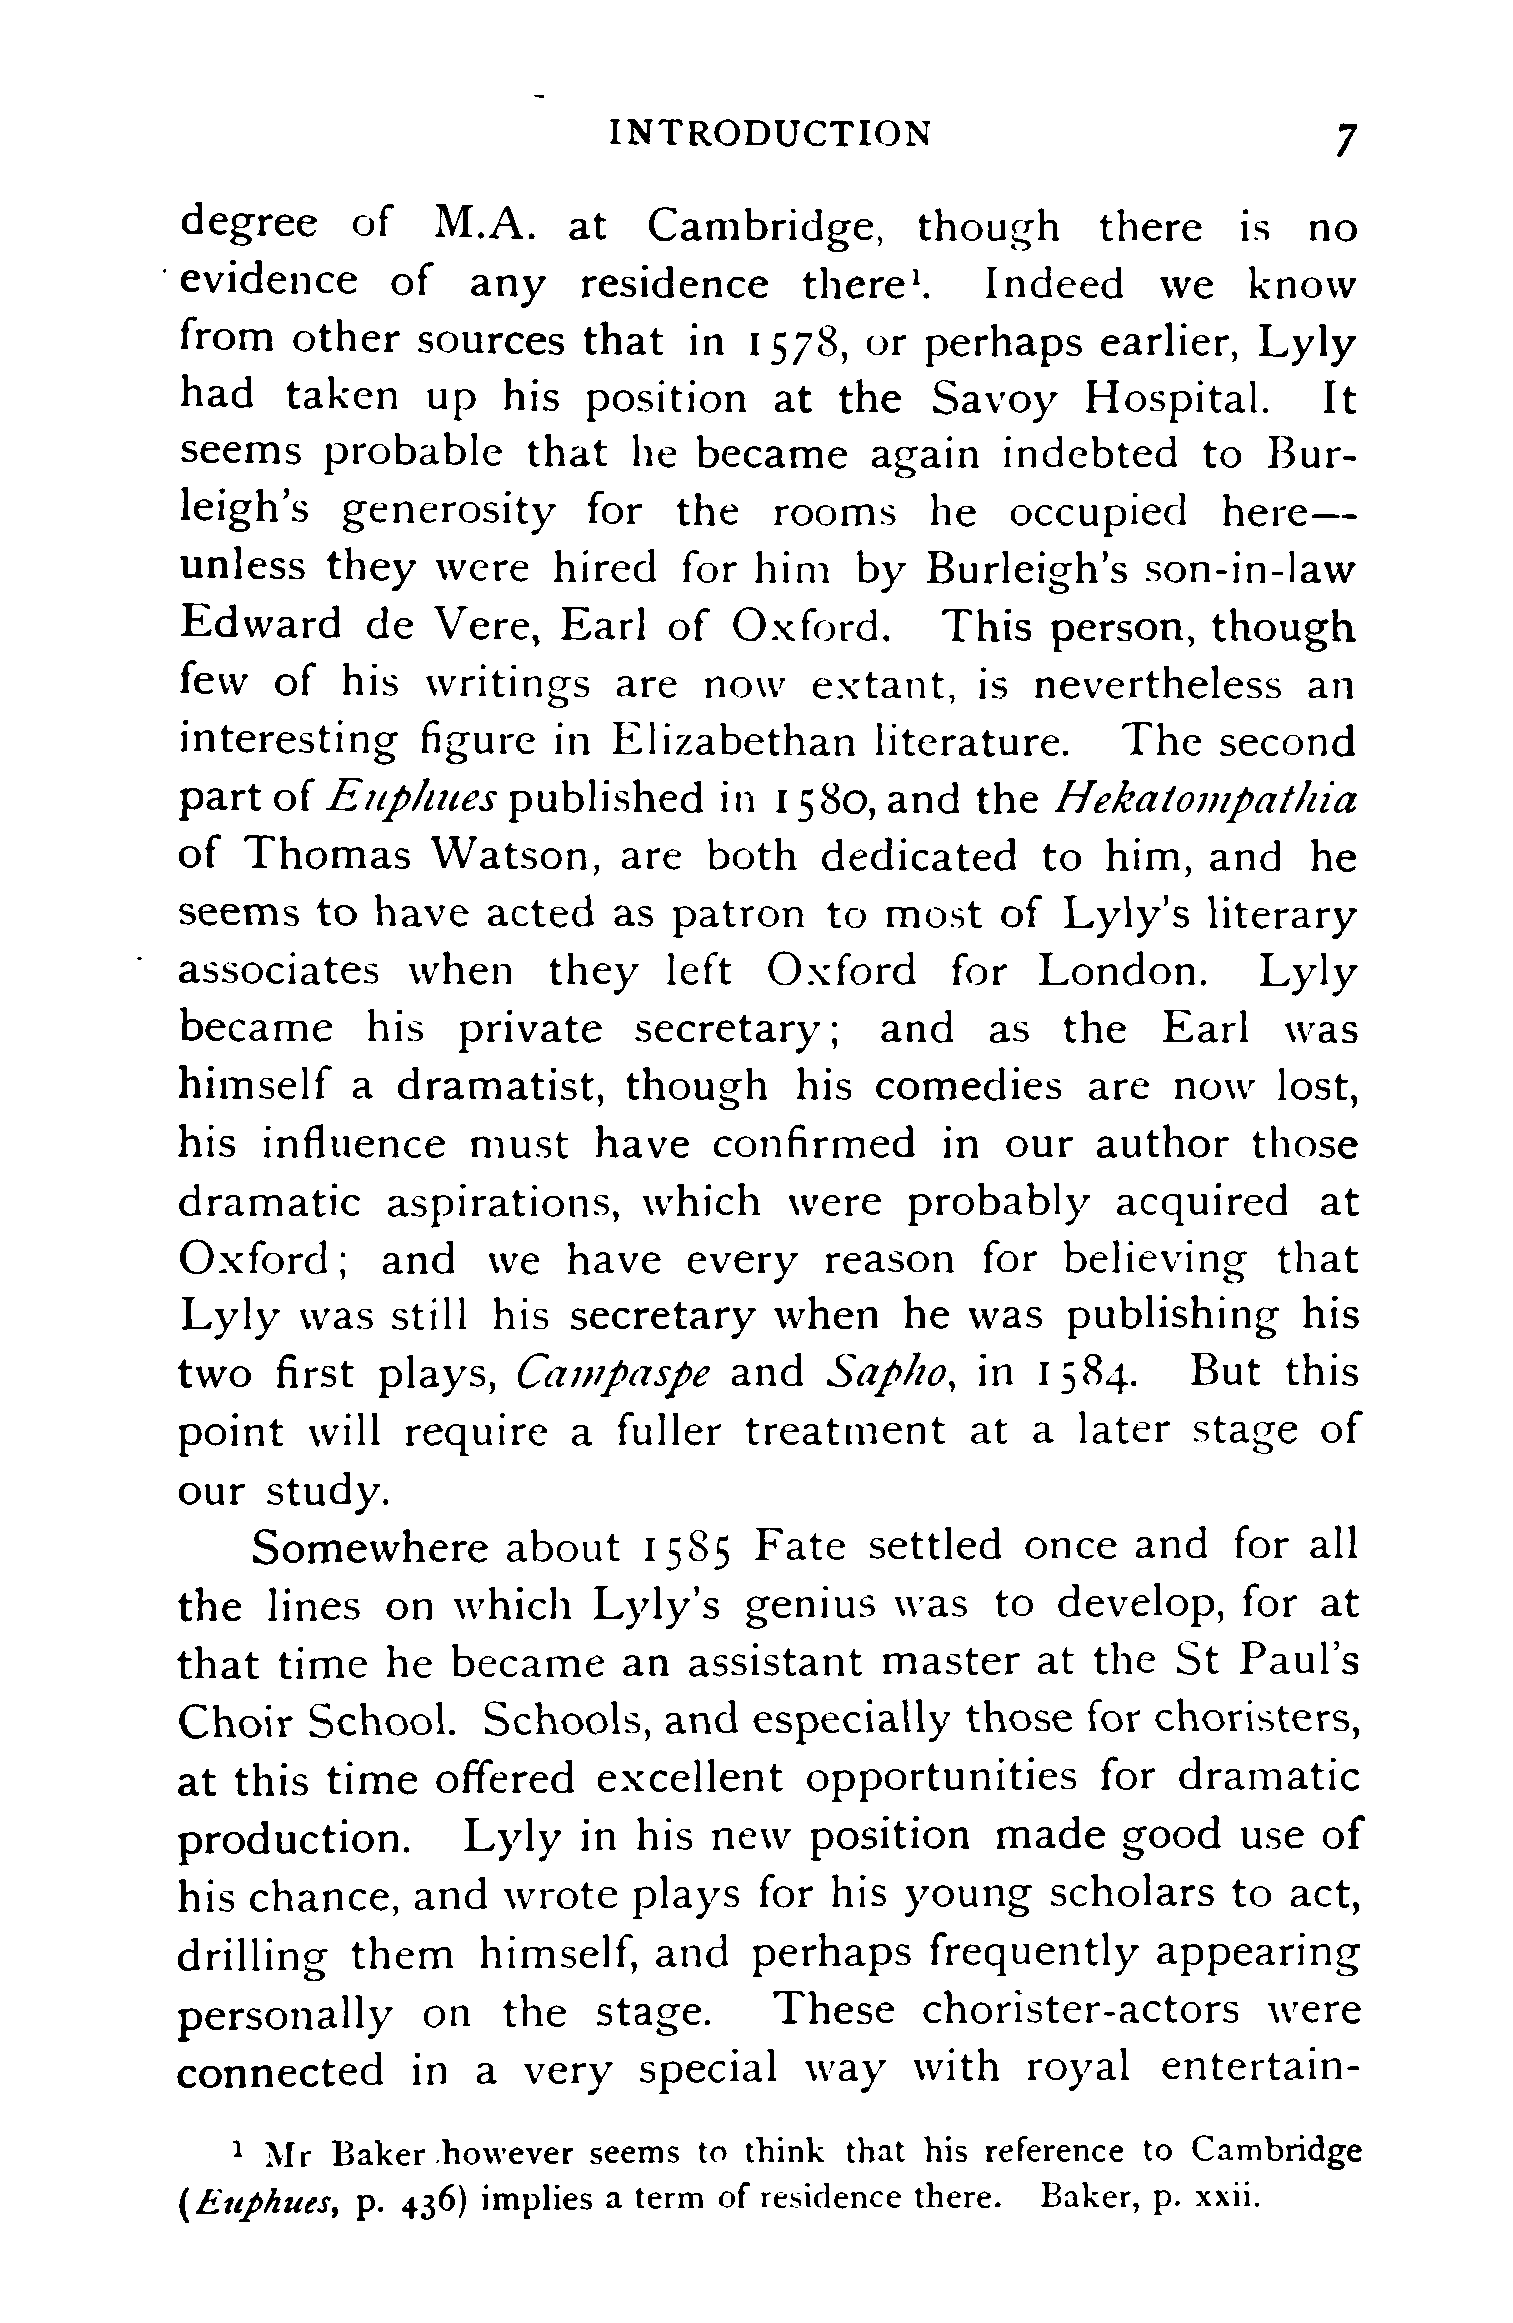 INTRODUCTION 7
degree of M.A. at Cambridge, though there is no
evidence of any residence there¹. Indeed we know
from other sources that in 1578, or perhaps earlier, Lyly
had taken up his position at the Savoy Hospital. It
seems probable that he became again indebted to Bur-
leigh's generosity for the rooms he occupied here—
unless they were hired for him by Burleigh's son-in-law
Edward de Vere, Earl of Oxford. This person, though
few of his writings are now extant, is nevertheless an
interesting figure in Elizabethan literature. The second
part of Euphues published in 1580, and the Hekatompathia
of Thomas Watson, are both dedicated to him, and he
seems to have acted as patron to most of Lyly's literary
associates when they left Oxford for London. Lyly
became his private secretary; and as the Earl was
himself a dramatist, though his comedies are now lost,
his influence must have confirmed in our author those
dramatic aspirations, which were probably acquired at
Oxford; and we have every reason for believing that
Lyly was still his secretary when he was publishing his
two first plays, Campaspe and Sapho, in 1584. But this
point will require a fuller treatment at a later stage of
our study.
Somewhere about 1585 Fate settled once and for all
the lines on which Lyly's genius was to develop, for at
that time he became an assistant master at the St Paul's
Choir School. Schools, and especially those for choristers,
at this time offered excellent opportunities for dramatic
production. Lyly in his new position made good use of
his chance, and wrote plays for his young scholars to act,
drilling them himself, and perhaps frequently appearing
personally on the stage. These chorister-actors were
connected in a very special way with royal entertain-
¹ Mr Baker however seems to think that his reference to Cambridge
(Euphues, p. 436) implies a term of residence there. Baker, p. xxii.